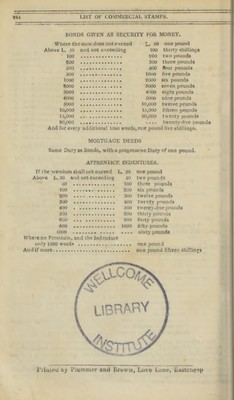 264 LIST OF COMMERCIAL STAMPS.
BONDS GIVEN AS SECURITY FOR MONEY.
Where the sum does not exceed L. 50 one pound
Above L. 50 and not exceeding 100 thirty shillings
100 ............ 200 two pounds
200 ............ 300 three pounds
300 ............ 500 four pounds
500 ............ 1000 five pounds
1000 ............ 2000 six pounds
2000 ............ 3000 seven pounds
3000 ............ 4000 eight pounds
4000 ............ 5000 nine pounds
5000 ............ 10,000 twelve pounds
10,000 ............ 15,000 fifteen pounds
15,000 ............ 20,000 twenty pounds
20,000 ............ .... twenty-five pounds
And for every additional 1080 words, one pound five shillings.
MORTGAGE DEEDS
Same Duty as Bonds, with a progressive Duty of one pound.
APPRENTICE INDENTURES.
If the premium shall not exceed L. 30 one pound
Above L. 30 and not exceeding 50 two pounds
50 ............ 100 three pounds
100 ............ 200 six pounds
200 ............ 300 twelve pounds
300 ............ 400 twenty pounds
400 ............ 500 twenty-five pounds
500 ............ 600 thirty pounds
600 ............ 800 forty pounds
800 ............ 1000 fifty pounds
1000 ............ .... sixty pounds
Where no Premium, and the Indenture
only 1080 words ............ one pound
And if more ............ one pound fifteen shillings
WELLCOME
LIBRARY
INSTITUTE
Printed by Plummer and Brewis, Love Lane, Eastcheap